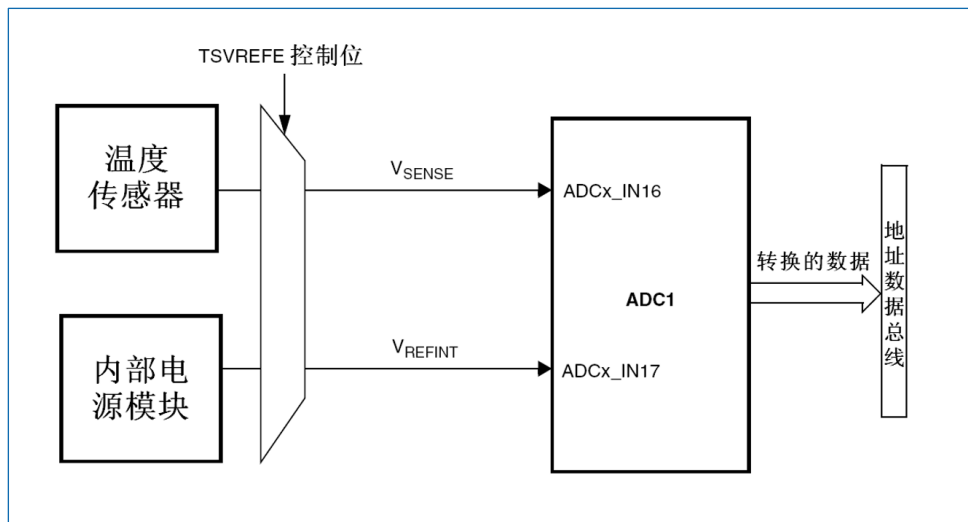 TSVREFE 控制位
温度
传感器
VSENSE
ADCx_IN16
转换的数据
地址数据总线
ADC1
内部电
源模块
VREFINT
ADCx_IN17